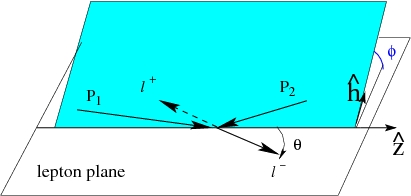 ϕ
l⁺
P₁
P₂
ĥ
θ
ẑ
l⁻
lepton plane